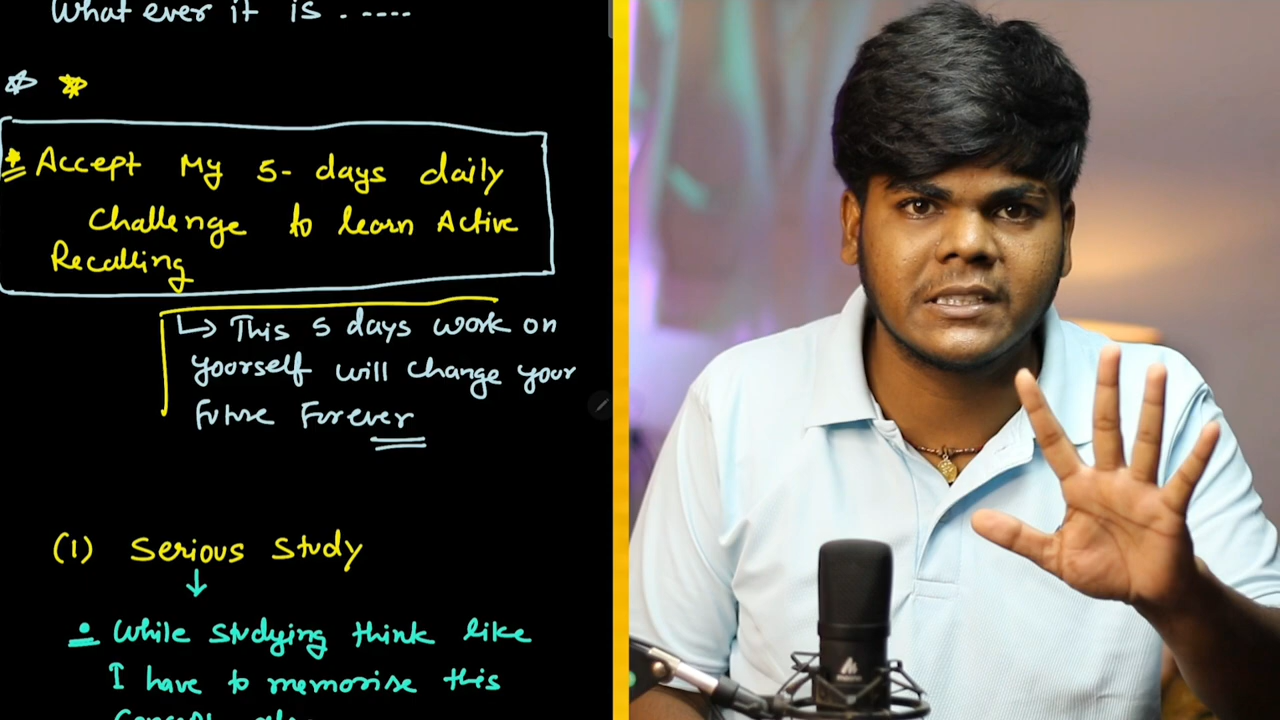 What ever it is . ----
* Accept My 5- days daily
Challenge to learn Active
Recalling
↳ This 5 days work on
yourself will change your
future Forever
(1) Serious Study
↓
• While studying think like
I have to memorise this